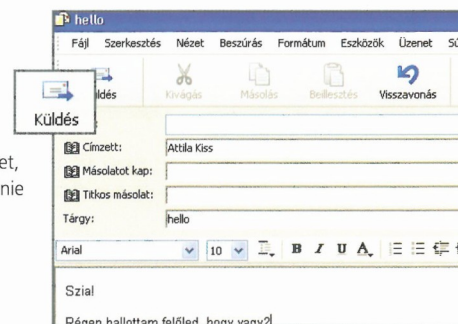 hello
Fájl Szerkesztés Nézet Beszúrás Formátum Eszközök Üzenet
Küldés Kivágás Másolás Beillesztés Visszavonás
Címzett: Attila Kiss
Másolatot kap:
Titkos másolat:
Tárgy: hello
Arial 10 B I U A
Szia!
Régen hallottam felőled, hogy vagy?